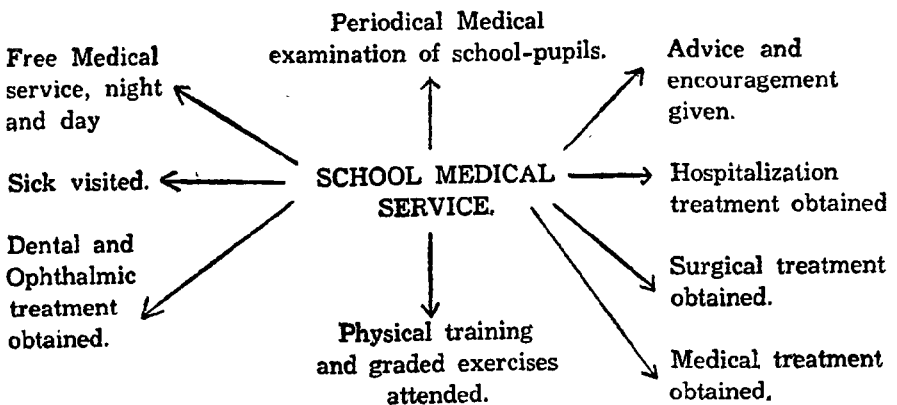 Periodical Medical
examination of school-pupils.
Free Medical
service, night
and day
Advice and
encouragement
given.
Sick visited.
SCHOOL MEDICAL
SERVICE.
Hospitalization
treatment obtained
Dental and
Ophthalmic
treatment
obtained.
Surgical treatment
obtained.
Physical training
and graded exercises
attended.
Medical treatment
obtained.